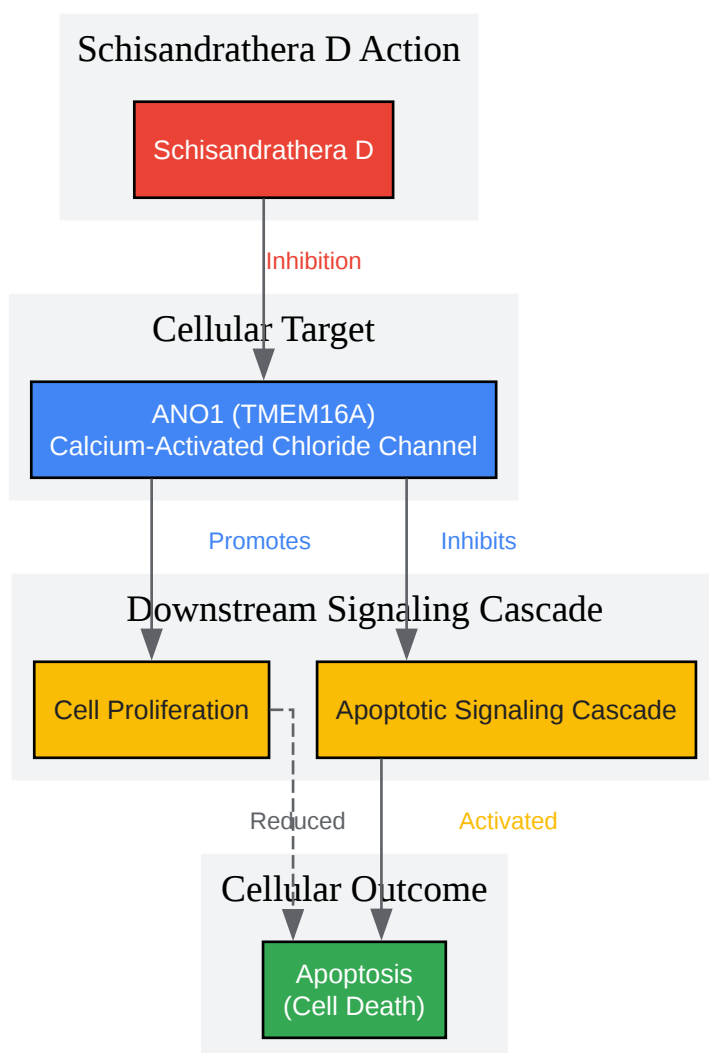 Schisandrathera D Action
Schisandrathera D
Inhibition
Cellular Target
ANO1 (TMEM16A)
Calcium-Activated Chloride Channel
Promotes
Inhibits
Downstream Signaling Cascade
Cell Proliferation
Apoptotic Signaling Cascade
Reduced
Activated
Cellular Outcome
Apoptosis
(Cell Death)